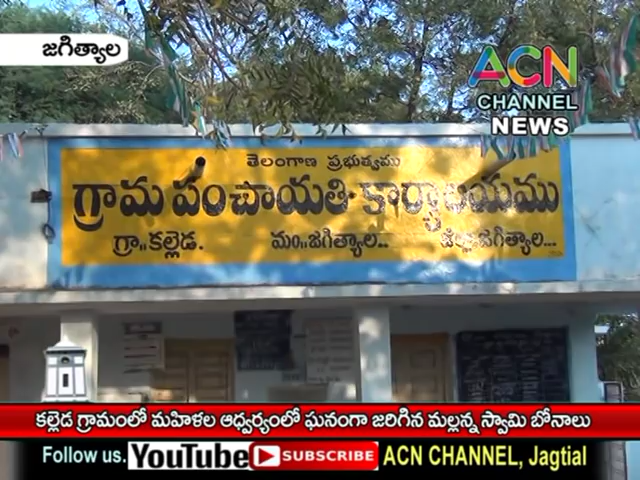 జగిత్యాల
ACN
CHANNEL
NEWS
తెలంగాణ ప్రభుత్వము
గ్రామ పంచాయతి కార్యాలయము
గ్రా,, కల్లెడ. మం,, జగిత్యాల.. జిల్లా,, జగిత్యాల...
కల్లెడ గ్రామంలో మహిళల ఆధ్వర్యంలో ఘనంగా జరిగిన మల్లన్న స్వామి బోనాలు
Follow us. YouTube SUBSCRIBE ACN CHANNEL, Jagtial